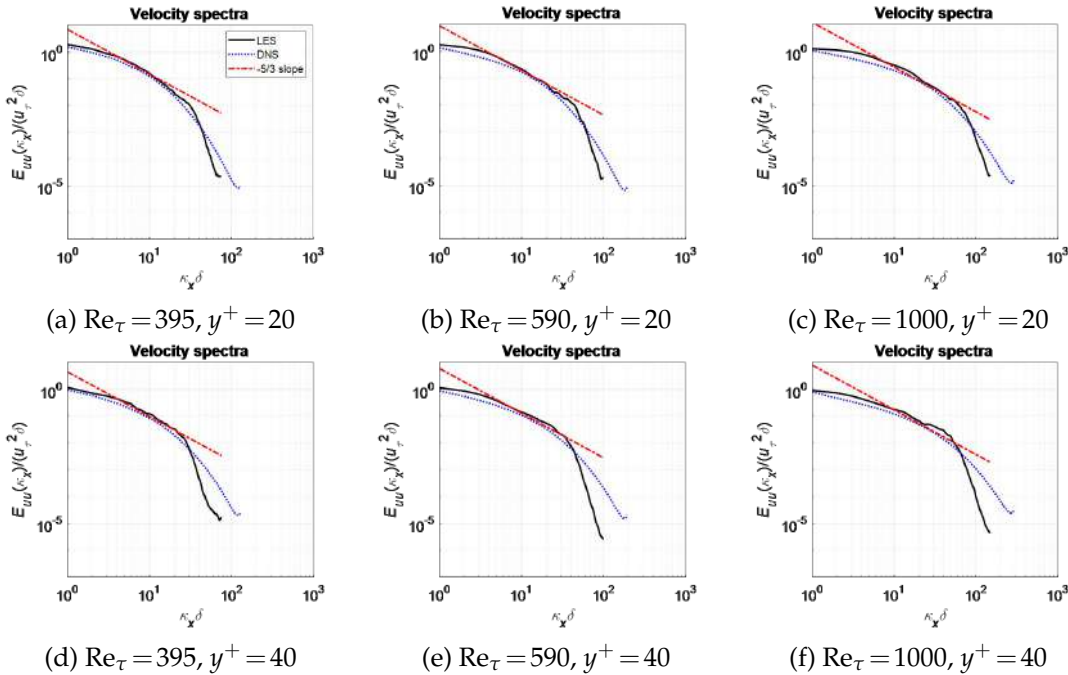 Velocity spectra
Velocity spectra
Velocity spectra
LES
DNS
-5/3 slope
E_uu(κ_x)/(u_τ^2 δ)
10^0
10^-5
10^0 10^1 10^2 10^3
κ_x δ
E_uu(κ_x)/(u_τ^2 δ)
10^0
10^-5
10^0 10^1 10^2 10^3
κ_x δ
E_uu(κ_x)/(u_τ^2 δ)
10^0
10^-5
10^0 10^1 10^2 10^3
κ_x δ
(a) Re_τ = 395, y^+ = 20
(b) Re_τ = 590, y^+ = 20
(c) Re_τ = 1000, y^+ = 20
Velocity spectra
Velocity spectra
Velocity spectra
E_uu(κ_x)/(u_τ^2 δ)
10^0
10^-5
10^0 10^1 10^2 10^3
κ_x δ
E_uu(κ_x)/(u_τ^2 δ)
10^0
10^-5
10^0 10^1 10^2 10^3
κ_x δ
E_uu(κ_x)/(u_τ^2 δ)
10^0
10^-5
10^0 10^1 10^2 10^3
κ_x δ
(d) Re_τ = 395, y^+ = 40
(e) Re_τ = 590, y^+ = 40
(f) Re_τ = 1000, y^+ = 40